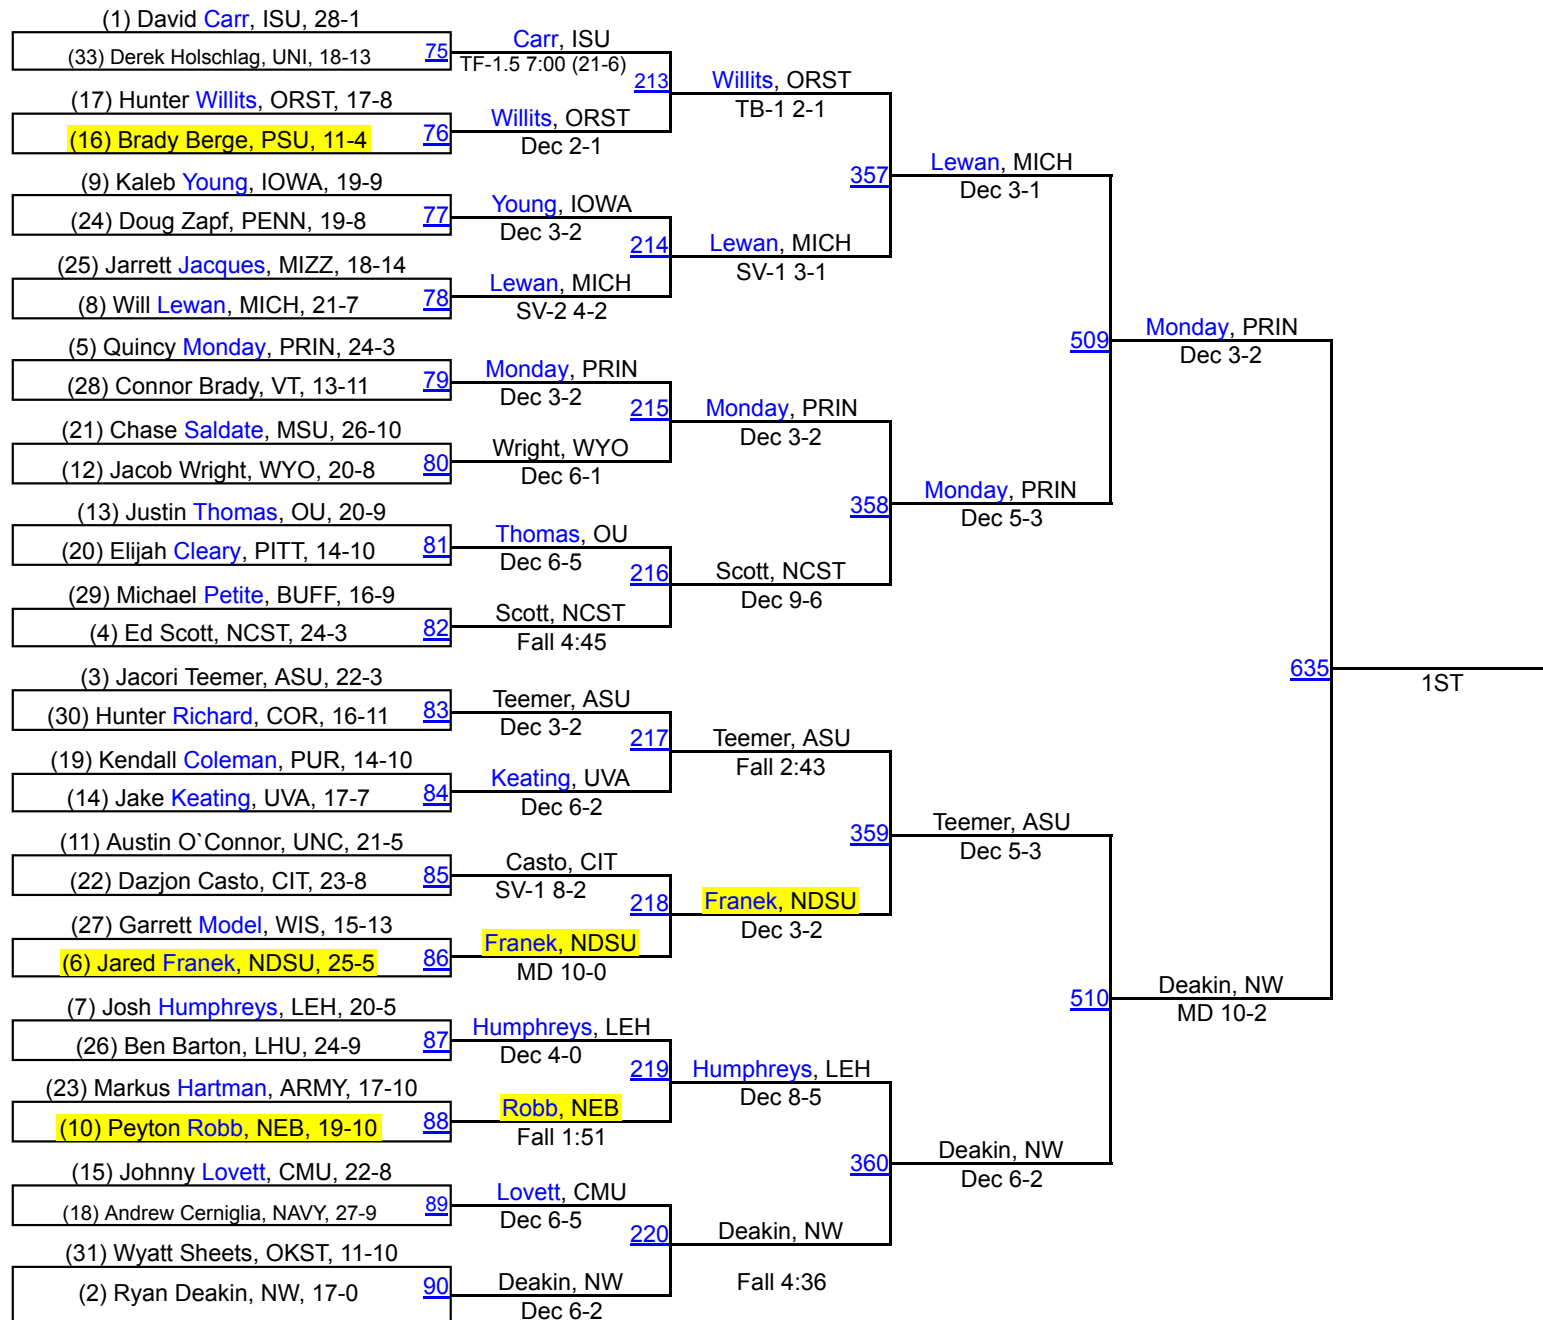 (1) David Carr, ISU, 28-1
(33) Derek Holschlag, UNI, 18-13
75
(17) Hunter Willits, ORST, 17-8
(16) Brady Berge, PSU, 11-4
76
(9) Kaleb Young, IOWA, 19-9
(24) Doug Zapf, PENN, 19-8
77
(25) Jarrett Jacques, MIZZ, 18-14
(8) Will Lewan, MICH, 21-7
78
(5) Quincy Monday, PRIN, 24-3
(28) Connor Brady, VT, 13-11
79
(21) Chase Saldate, MSU, 26-10
(12) Jacob Wright, WYO, 20-8
80
(13) Justin Thomas, OU, 20-9
(20) Elijah Cleary, PITT, 14-10
81
(29) Michael Petite, BUFF, 16-9
(4) Ed Scott, NCST, 24-3
82
(3) Jacori Teemer, ASU, 22-3
(30) Hunter Richard, COR, 16-11
83
(19) Kendall Coleman, PUR, 14-10
(14) Jake Keating, UVA, 17-7
84
(11) Austin O`Connor, UNC, 21-5
(22) Dazjon Casto, CIT, 23-8
85
(27) Garrett Model, WIS, 15-13
(6) Jared Franek, NDSU, 25-5
86
(7) Josh Humphreys, LEH, 20-5
(26) Ben Barton, LHU, 24-9
87
(23) Markus Hartman, ARMY, 17-10
(10) Peyton Robb, NEB, 19-10
88
(15) Johnny Lovett, CMU, 22-8
(18) Andrew Cerniglia, NAVY, 27-9
89
(31) Wyatt Sheets, OKST, 11-10
(2) Ryan Deakin, NW, 17-0
90
Carr, ISU
TF-1.5 7:00 (21-6)
213
Willits, ORST
Dec 2-1
Young, IOWA
Dec 3-2
214
Lewan, MICH
SV-2 4-2
Monday, PRIN
Dec 3-2
215
Wright, WYO
Dec 6-1
Thomas, OU
Dec 6-5
216
Scott, NCST
Fall 4:45
Teemer, ASU
Dec 3-2
217
Keating, UVA
Dec 6-2
Casto, CIT
SV-1 8-2
218
Franek, NDSU
MD 10-0
Humphreys, LEH
Dec 4-0
219
Robb, NEB
Fall 1:51
Lovett, CMU
Dec 6-5
220
Deakin, NW
Dec 6-2
Willits, ORST
TB-1 2-1
357
Lewan, MICH
SV-1 3-1
Monday, PRIN
Dec 3-2
358
Scott, NCST
Dec 9-6
Teemer, ASU
Fall 2:43
359
Franek, NDSU
Dec 3-2
Humphreys, LEH
Dec 8-5
360
Deakin, NW
Fall 4:36
Lewan, MICH
Dec 3-1
509
Monday, PRIN
Dec 5-3
Teemer, ASU
Dec 5-3
510
Deakin, NW
Dec 6-2
Monday, PRIN
Dec 3-2
635
Deakin, NW
MD 10-2
1ST